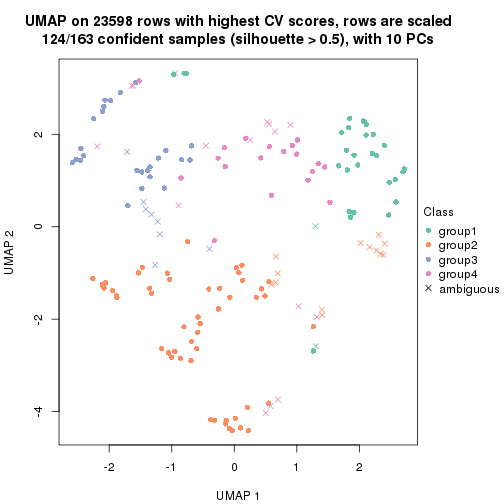 UMAP on 23598 rows with highest CV scores, rows are scaled
124/163 confident samples (silhouette > 0.5), with 10 PCs
2
0
-2
-4
UMAP 2
-2
-1
0
1
2
UMAP 1
Class
group1
group2
group3
group4
ambiguous